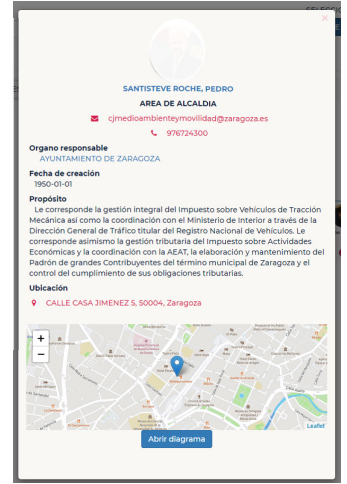 SELECCIO
×
SANTISTEVE ROCHE, PEDRO
AREA DE ALCALDIA
cjmedioambienteymovilidad@zaragoza.es
976724300
Organo responsable
AYUNTAMIENTO DE ZARAGOZA
Fecha de creación
1950-01-01
Propósito
Le corresponde la gestión integral del Impuesto sobre Vehículos de Tracción
Mecánica así como la coordinación con el Ministerio de Interior a través de la
Dirección General de Tráfico titular del Registro Nacional de Vehículos. Le
corresponde asimismo la gestión tributaria del Impuesto sobre Actividades
Económicas y la coordinación con la AEAT, la elaboración y mantenimiento del
Padrón de grandes Contribuyentes del término municipal de Zaragoza y el
control del cumplimiento de sus obligaciones tributarias.
Ubicación
CALLE CASA JIMENEZ 5, 50004, Zaragoza
+
−
Leaflet
Abrir diagrama